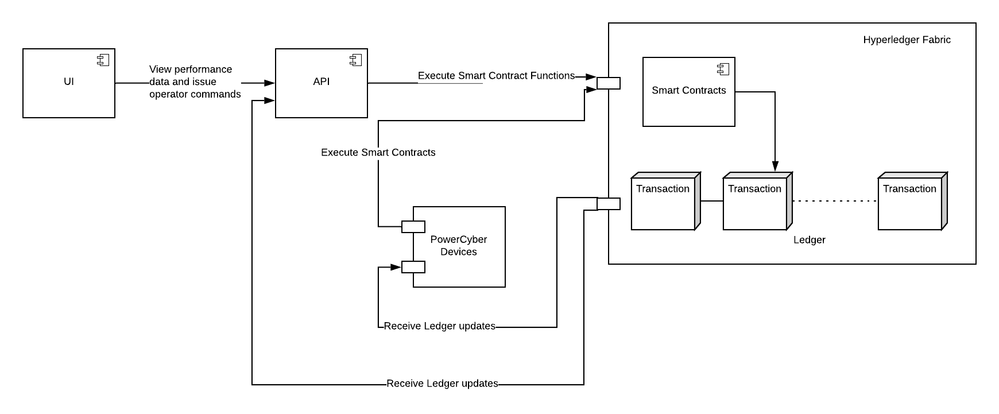 Hyperledger Fabric
UI
View performance
data and issue
operator commands
API
Execute Smart Contract Functions
Smart Contracts
Execute Smart Contracts
Transaction
Transaction
Transaction
Ledger
PowerCyber
Devices
Receive Ledger updates
Receive Ledger updates